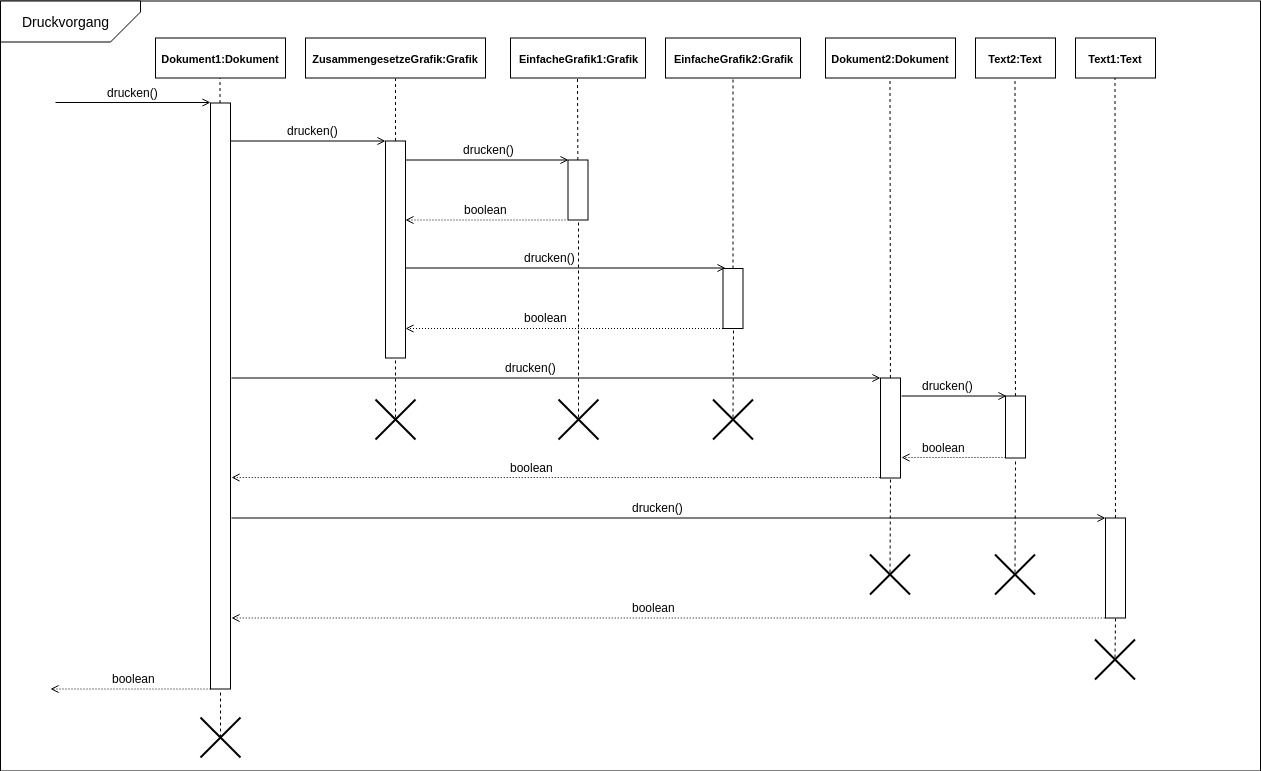 Druckvorgang
Dokument1:Dokument
ZusammengesetzeGrafik:Grafik
EinfacheGrafik1:Grafik
EinfacheGrafik2:Grafik
Dokument2:Dokument
Text2:Text
Text1:Text
drucken()
drucken()
drucken()
boolean
drucken()
boolean
drucken()
drucken()
boolean
boolean
drucken()
boolean
boolean